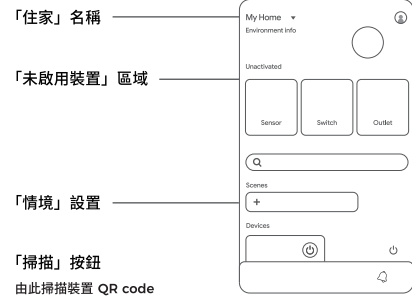 「住家」名稱
My Home
Environment info
「未啟用裝置」區域
Unactivated
Sensor
Switch
Outlet
「情境」設置
Scenes
+
Devices
「掃描」按鈕
由此掃描裝置 QR code